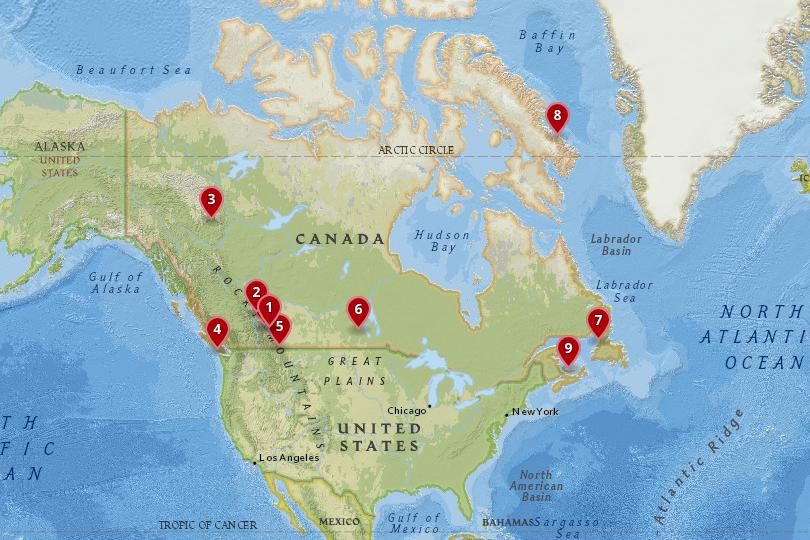 Baffin
Bay
Beaufort Sea
8
ALASKA
UNITED
STATES
ARCTIC CIRCLE
IC
3
CANADA
Hudson
Bay
Labrador
Basin
Gulf of
Alaska
ROCK
MOUNTAINS
Labrador
Sea
2
1
5
4
6
7
9
NORTH
ATLANTIC
OCEAN
GREAT
PLAINS
Chicago
New York
UNITED
STATES
TH
FIC
AN
Los Angeles
Atlantic Ridge
North
American
Basin
TROPIC OF CANCER
MEXICO
Gulf of
Mexico
BAHAMAS
Sargasso
Sea